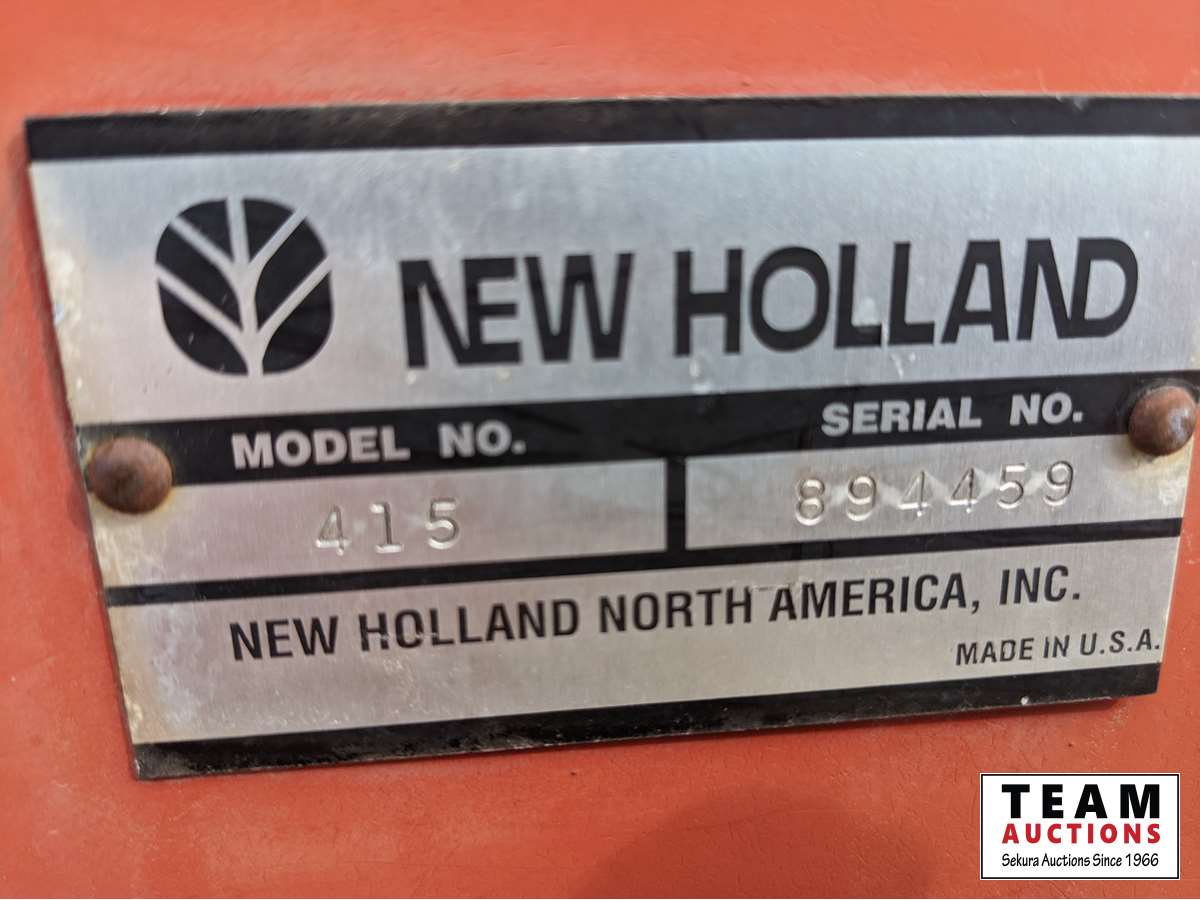 NEW HOLLAND
MODEL NO.
SERIAL NO.
415
894459
NEW HOLLAND NORTH AMERICA, INC.
MADE IN U.S.A.
TEAM
AUCTIONS
Sekura Auctions Since 1966